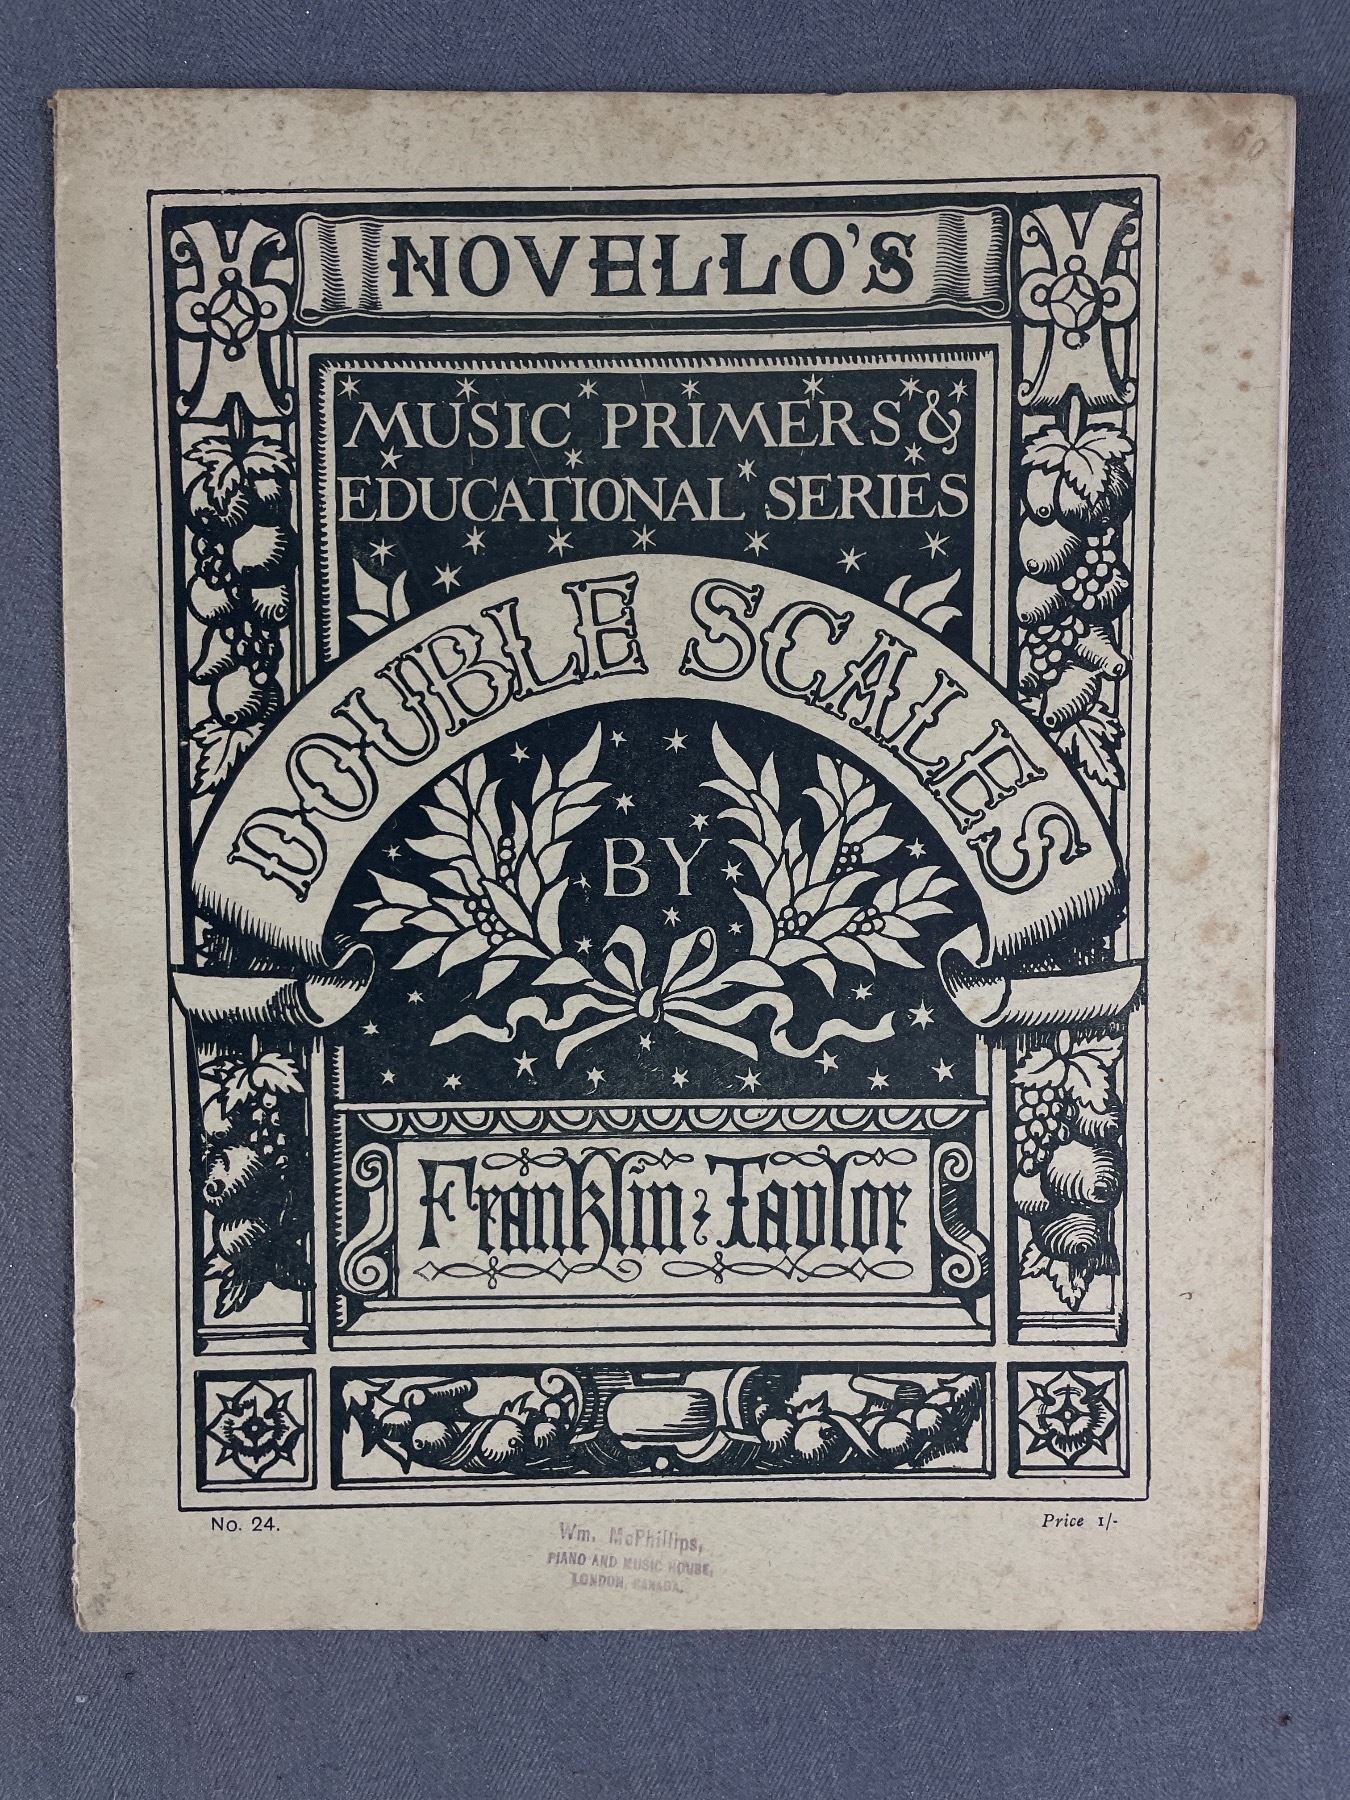 60
NOVELLO'S
MUSIC PRIMERS &
EDUCATIONAL SERIES
DOUBLE SCALES
BY
Franklin Taylor
No. 24.
Price 1/-
Wm. McPhillips,
PIANO AND MUSIC HOUSE,
LONDON, CANADA.